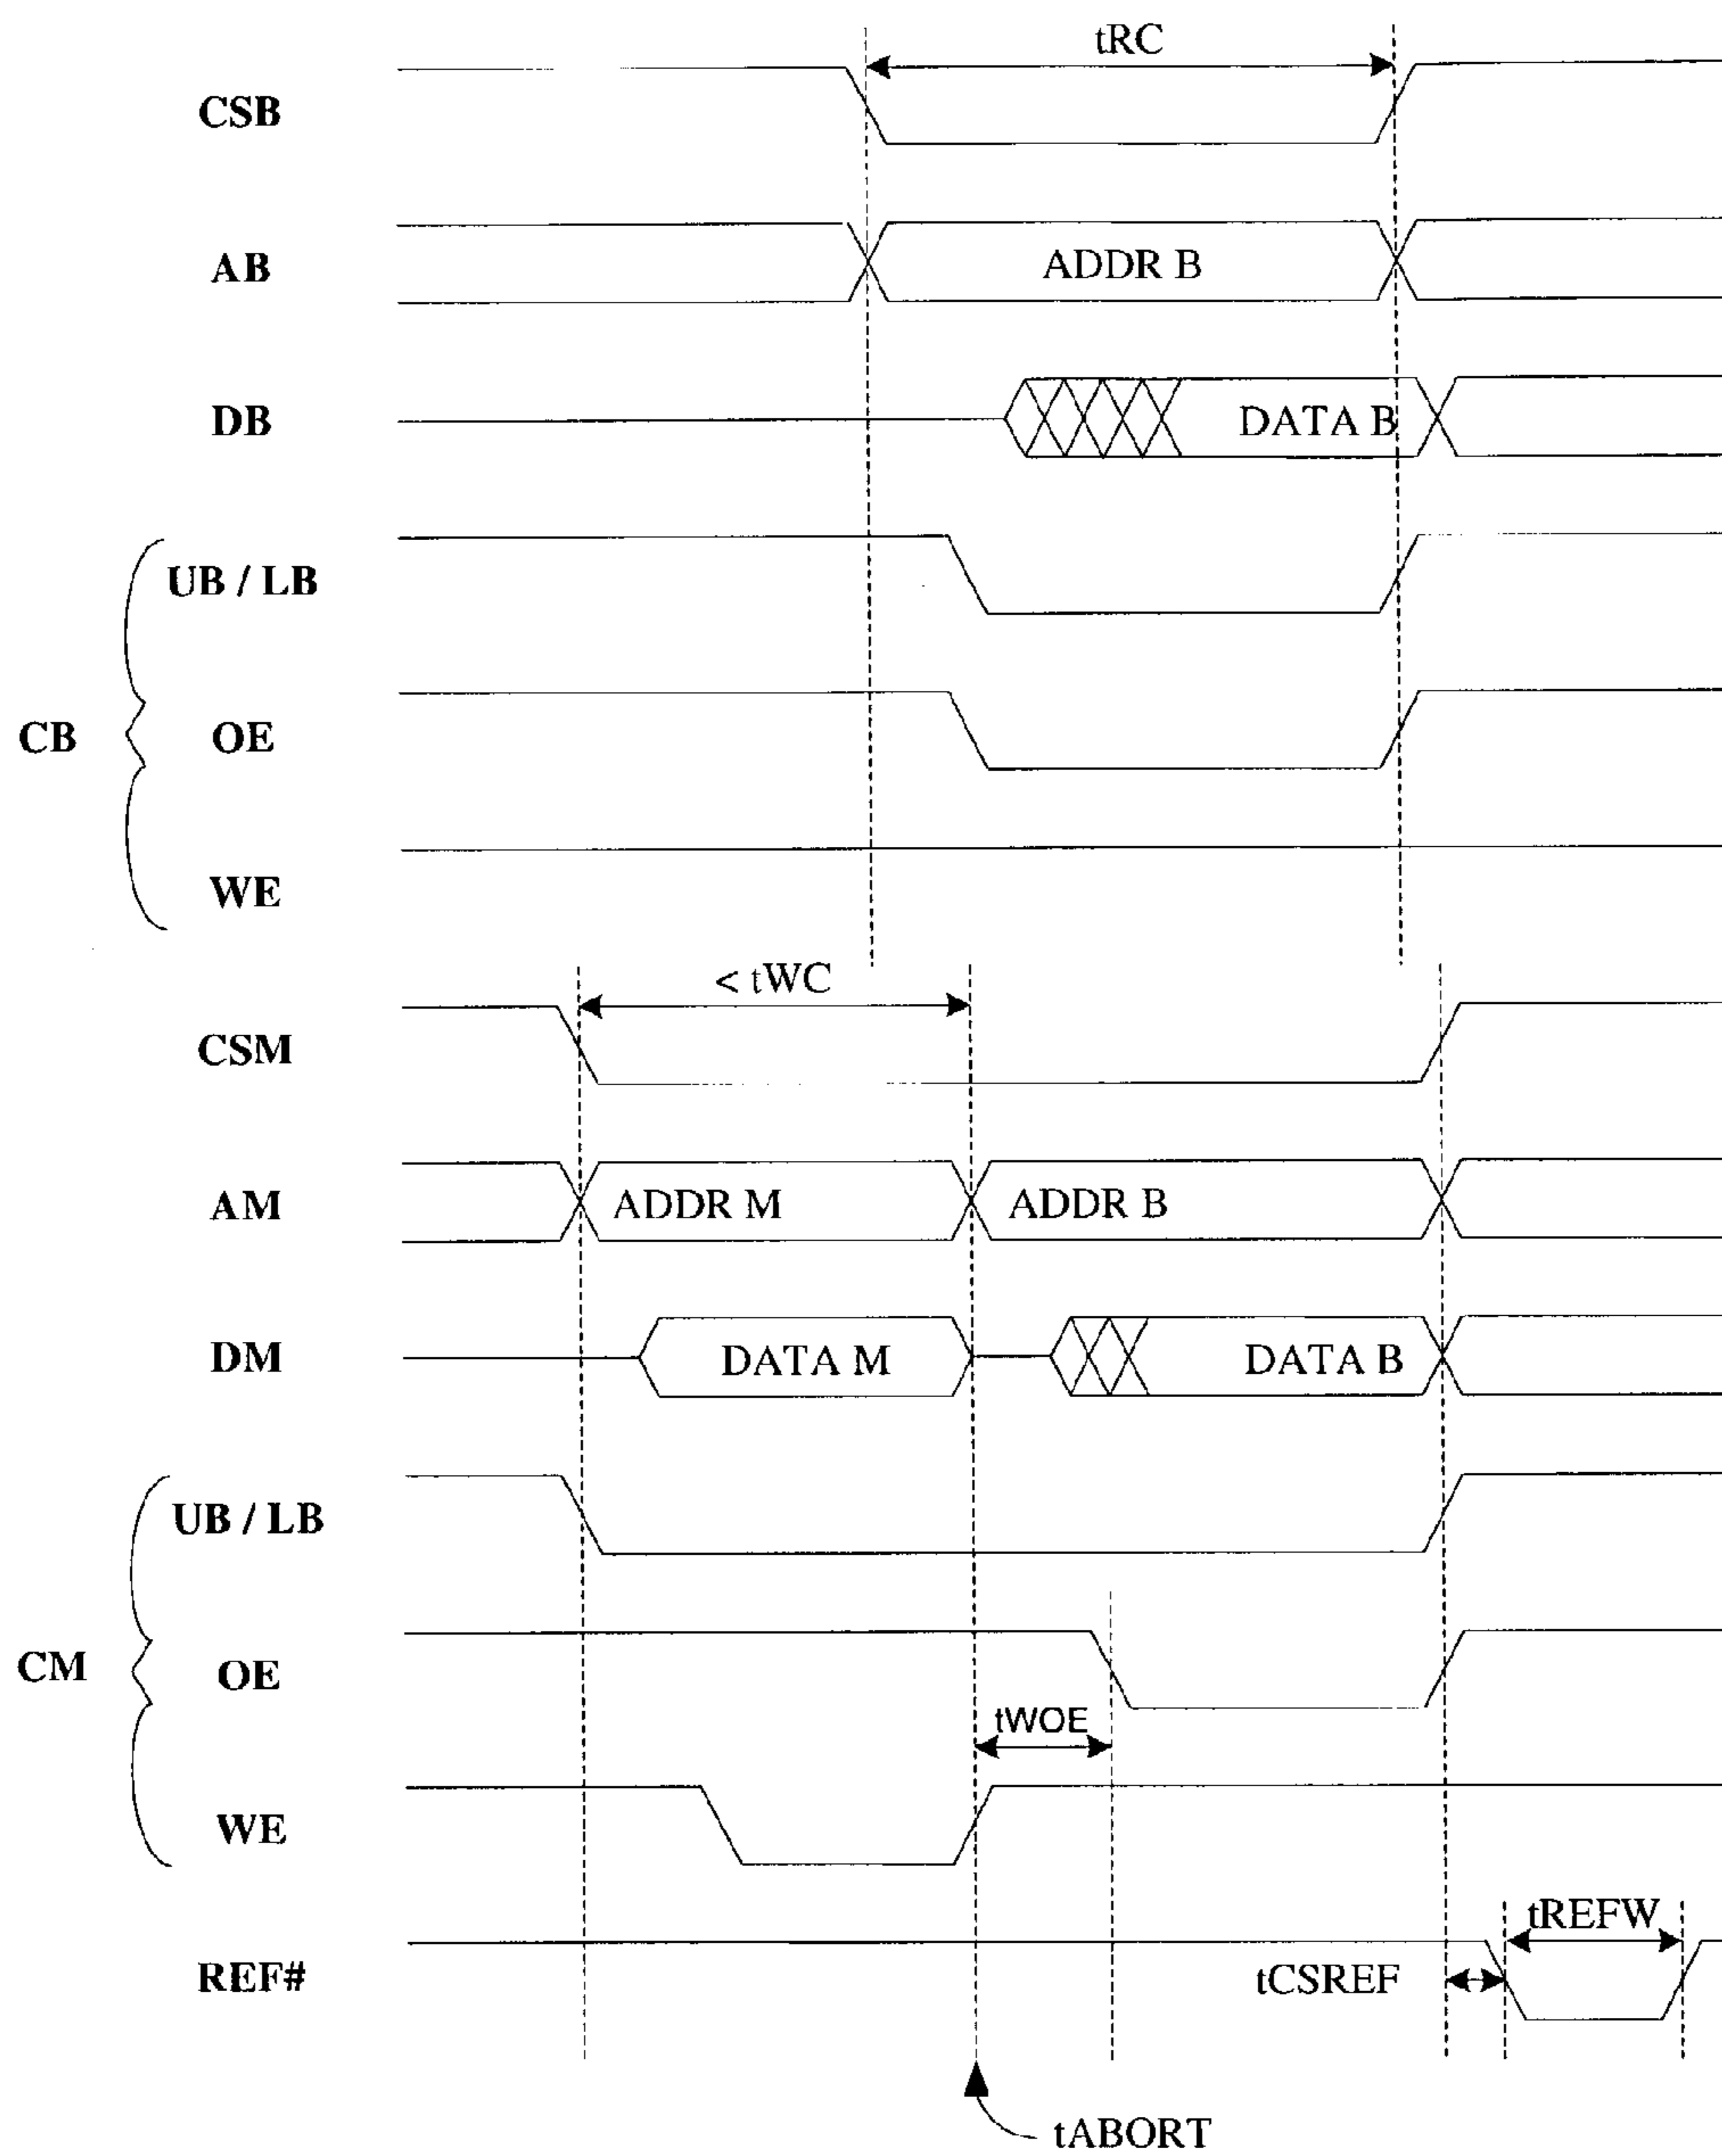 tRC
CSB
AB
ADDR B
DB
DATA B
UB / LB
CB
OE
WE
< tWC
CSM
AM
ADDR M
ADDR B
DM
DATA M
DATA B
UB / LB
CM
OE
tWOE
WE
tREFW
REF#
tCSREF
tABORT